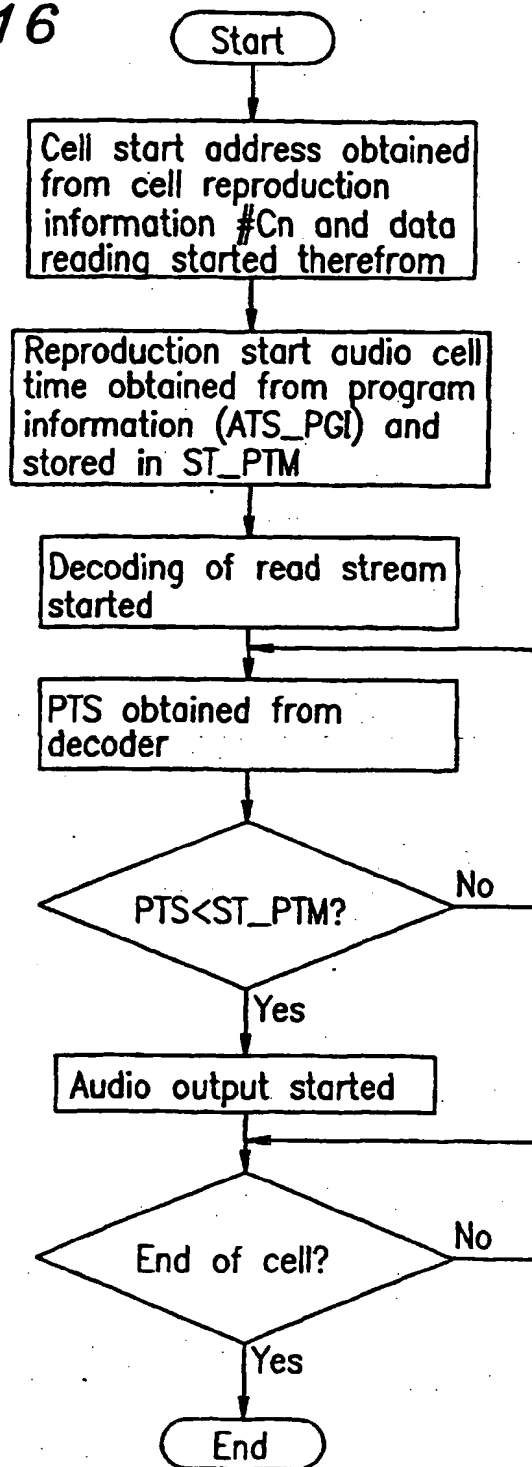 16
Start
Cell start address obtained
from cell reproduction
information #Cn and data
reading started therefrom
Reproduction start audio cell
time obtained from program
information (ATS_PGI) and
stored in ST_PTM
Decoding of read stream
started
PTS obtained from
decoder
PTS<ST_PTM?
No
Yes
Audio output started
End of cell?
No
Yes
End